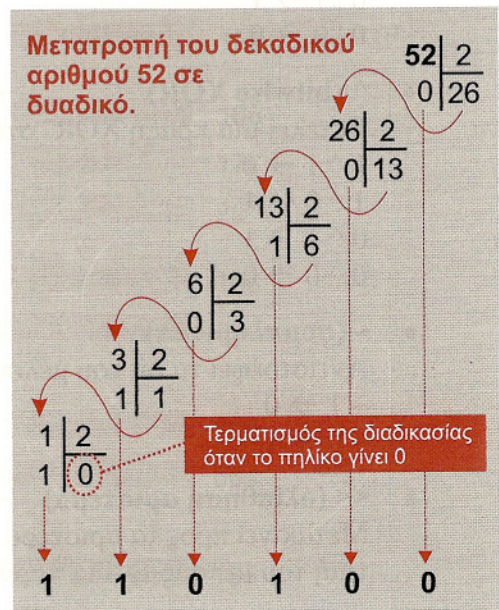 Μετατροπή του δεκαδικού
αριθμού 52 σε
δυαδικό.
52 2
0 26
26 2
0 13
13 2
1 6
6 2
0 3
3 2
1 1
1 2
1 0
Τερματισμός της διαδικασίας
όταν το πηλίκο γίνει 0
1 1 0 1 0 0